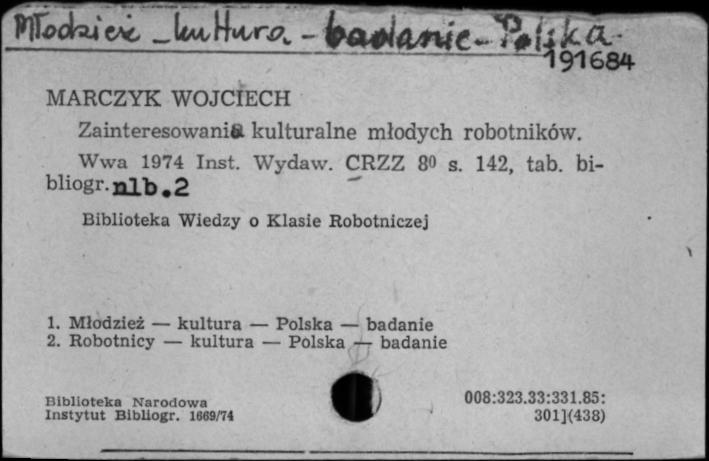 Młodzież - kultura - badanie - Polska
191684
MARCZYK WOJCIECH
Zainteresowania kulturalne młodych robotników.
Wwa 1974 Inst. Wydaw. CRZZ 8⁰ s. 142, tab. bi-
bliogr. nlb.2
Biblioteka Wiedzy o Klasie Robotniczej
1. Młodzież — kultura — Polska — badanie
2. Robotnicy — kultura — Polska — badanie
Biblioteka Narodowa
Instytut Bibliogr. 1669/74
008:323.33:331.85:
301](438)